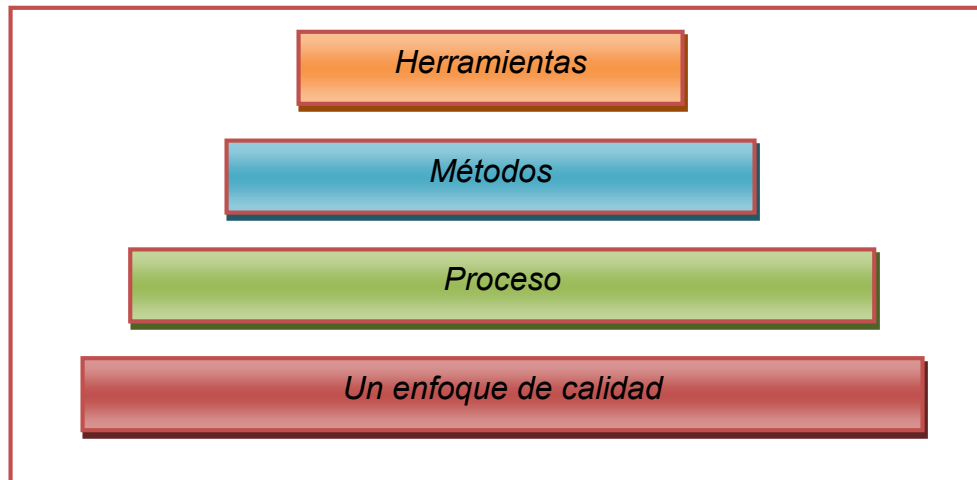 Herramientas
Métodos
Proceso
Un enfoque de calidad